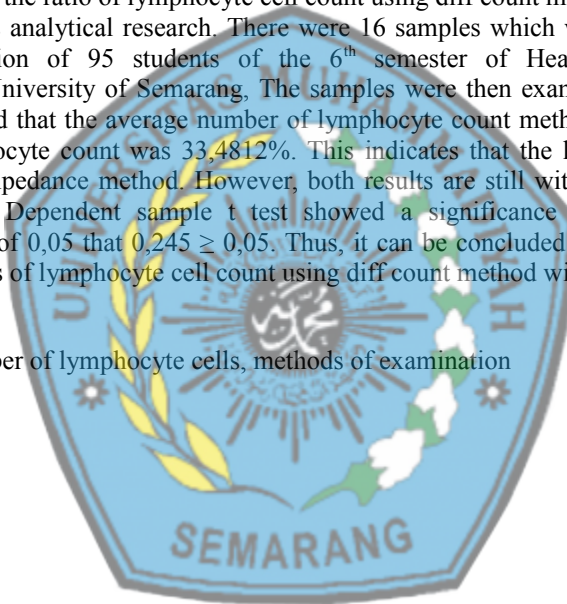 the ratio of lymphocyte cell count using diff count m
analytical research. There were 16 samples which
ion of 95 students of the 6th semester of Hea
University of Semarang, The samples were then exam
d that the average number of lymphocyte count meth
ocyte count was 33,4812%. This indicates that the
mpedance method. However, both results are still wit
Dependent sample t test showed a significance
of 0,05 that 0,245 ≥ 0,05. Thus, it can be concluded
s of lymphocyte cell count using diff count method wi
ber of lymphocyte cells, methods of examination
UNIVERSITAS MUHAMMADIYAH
SEMARANG